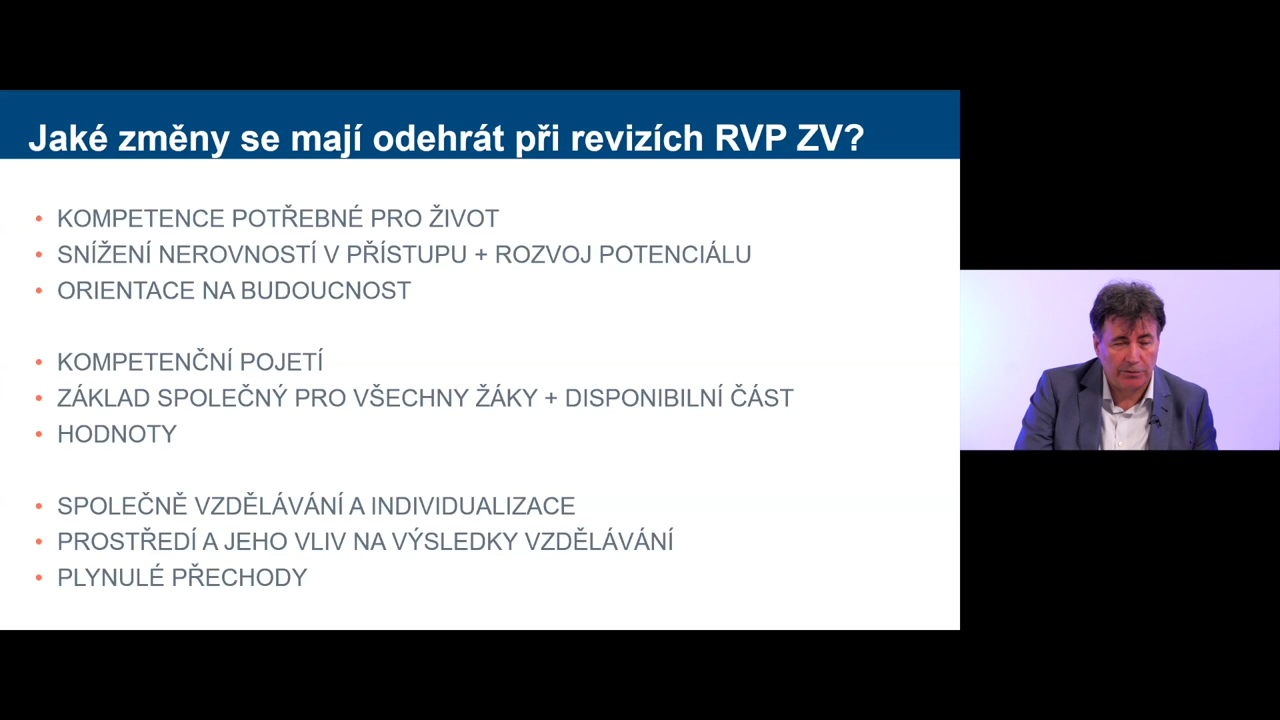 Jaké změny se mají odehrát při revizích RVP ZV?
• KOMPETENCE POTŘEBNÉ PRO ŽIVOT
• SNÍŽENÍ NEROVNOSTÍ V PŘÍSTUPU + ROZVOJ POTENCIÁLU
• ORIENTACE NA BUDOUCNOST
• KOMPETENČNÍ POJETÍ
• ZÁKLAD SPOLEČNÝ PRO VŠECHNY ŽÁKY + DISPONIBILNÍ ČÁST
• HODNOTY
• SPOLEČNĚ VZDĚLÁVÁNÍ A INDIVIDUALIZACE
• PROSTŘEDÍ A JEHO VLIV NA VÝSLEDKY VZDĚLÁVÁNÍ
• PLYNULÉ PŘECHODY